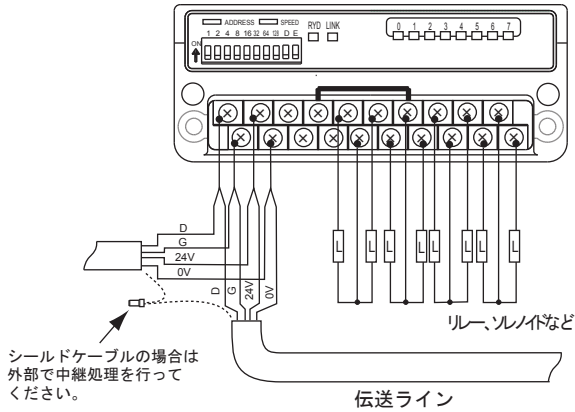 ADDRESS SPEED
1 2 4 8 16 32 64 128 D E
RYD LINK
0 1 2 3 4 5 6 7
ON
D
G
24V
0V
D G 24V 0V
L L L L L L L L
リレー、ソレノイドなど
シールドケーブルの場合は
外部で中継処理を行って
ください。
伝送ライン